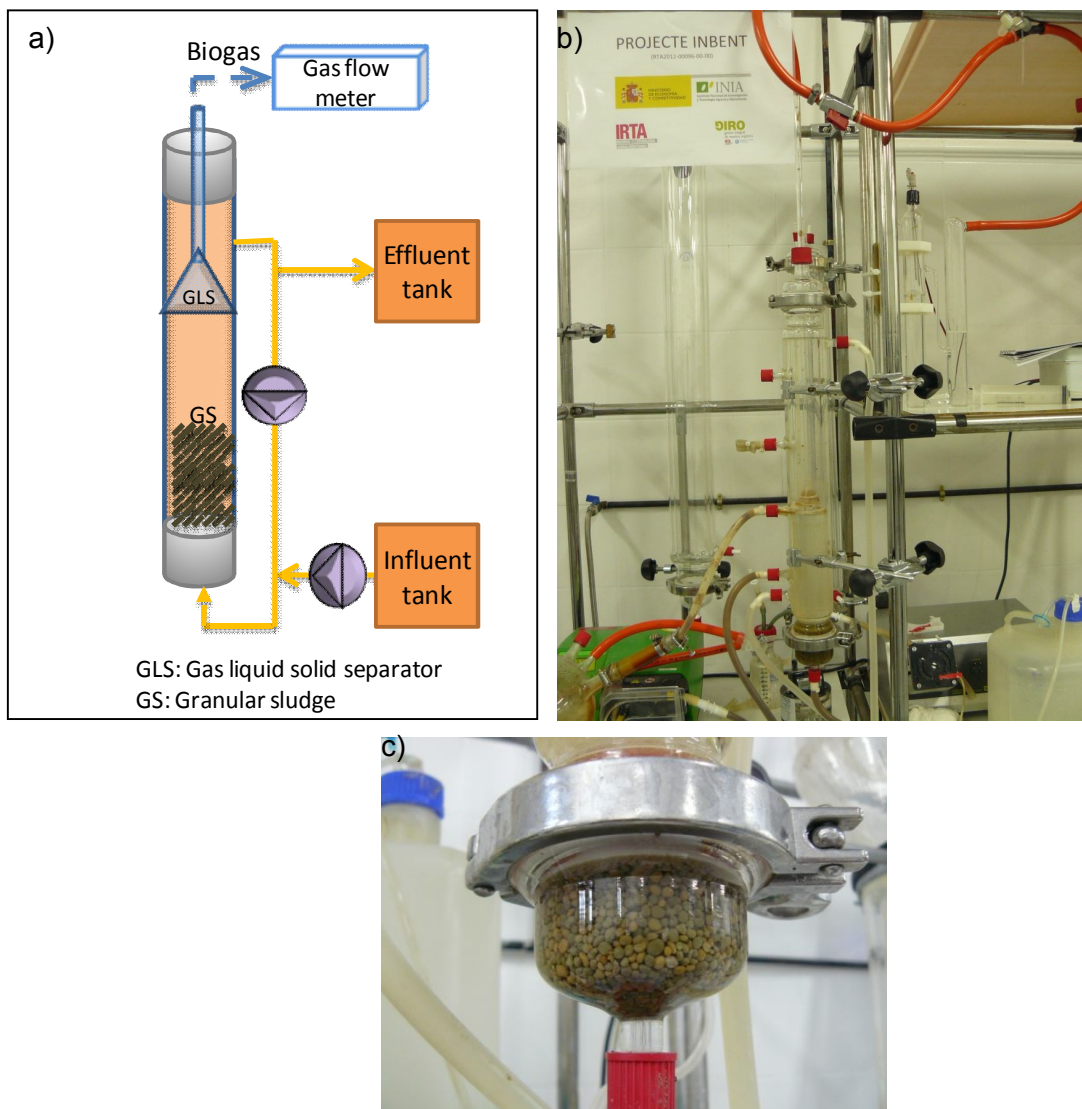 a)
Biogas
Gas flow
meter
Effluent
tank
GLS
GS
Influent
tank
GLS: Gas liquid solid separator
GS: Granular sludge
b)
PROJECTE INBENT
INIA
IRTA
GIRO
c)